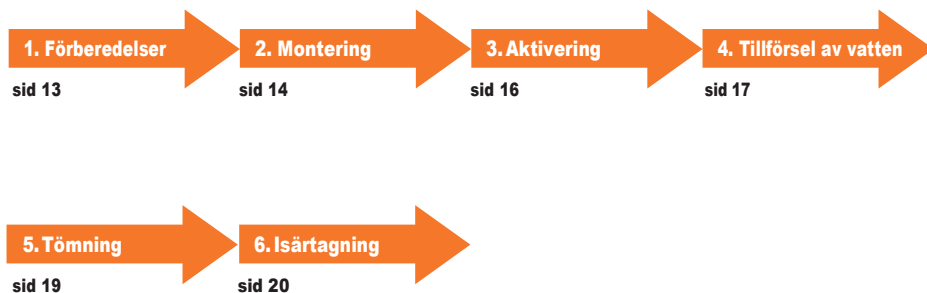 1. Förberedelser
2. Montering
3. Aktivering
4. Tillförsel av vatten
sid 13
sid 14
sid 16
sid 17
5. Tömning
6. Isärtagning
sid 19
sid 20